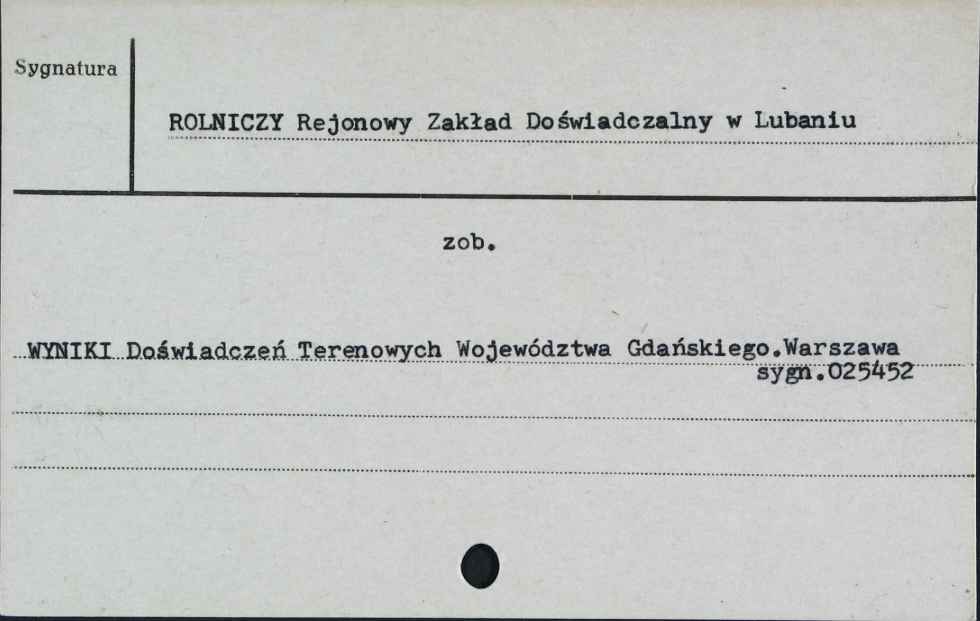 Sygnatura
ROLNICZY Rejonowy Zakład Doświadczalny w Lubaniu
zob.
WYNIKI Doświadczeń Terenowych Województwa Gdańskiego.Warszawa
sygn.025452